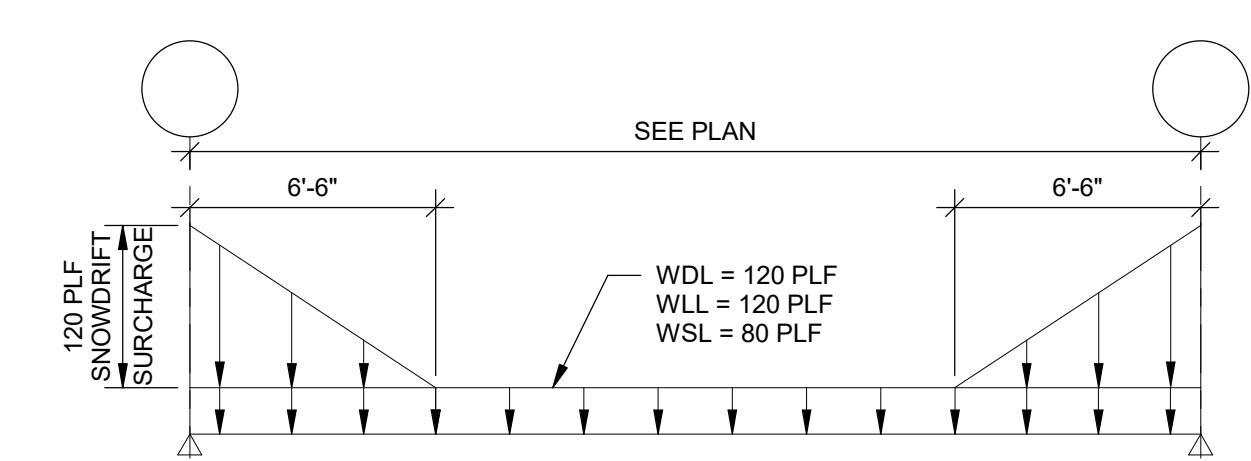 SEE PLAN
6'-6"
6'-6"
120 PLF
SNOWDRIFT
SURCHARGE
WDL = 120 PLF
WLL = 120 PLF
WSL = 80 PLF